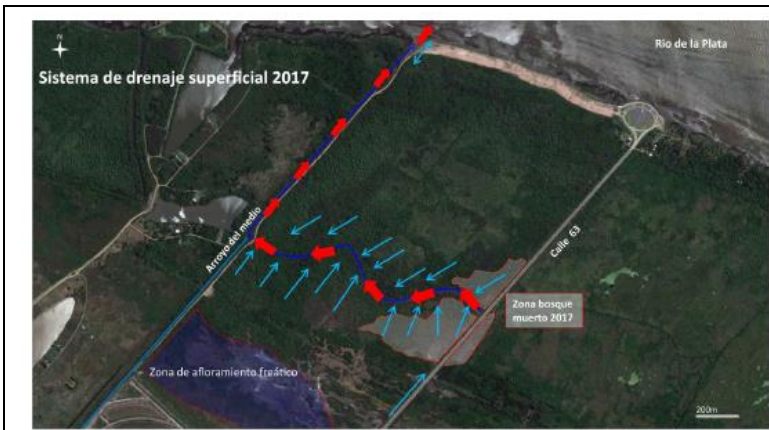 N
Rio de la Plata
Sistema de drenaje superficial 2017
Arroyo del medio
Calle 63
Zona bosque
muerto 2017
Zona de afloramiento freático
200m